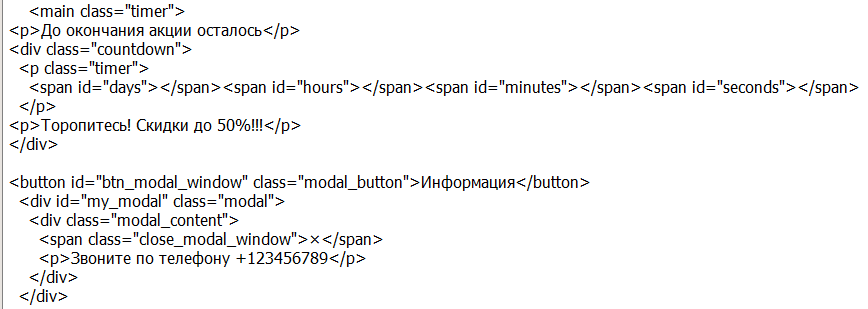 <main class="timer">
<p>До окончания акции осталось</p>
<div class="countdown">
<p class="timer">
<span id="days"></span><span id="hours"></span><span id="minutes"></span><span id="seconds"></span>
</p>
<p>Торопитесь! Скидки до 50%!!!</p>
</div>
<button id="btn_modal_window" class="modal_button">Информация</button>
<div id="my_modal" class="modal">
<div class="modal_content">
<span class="close_modal_window">×</span>
<p>Звоните по телефону +123456789</p>
</div>
</div>